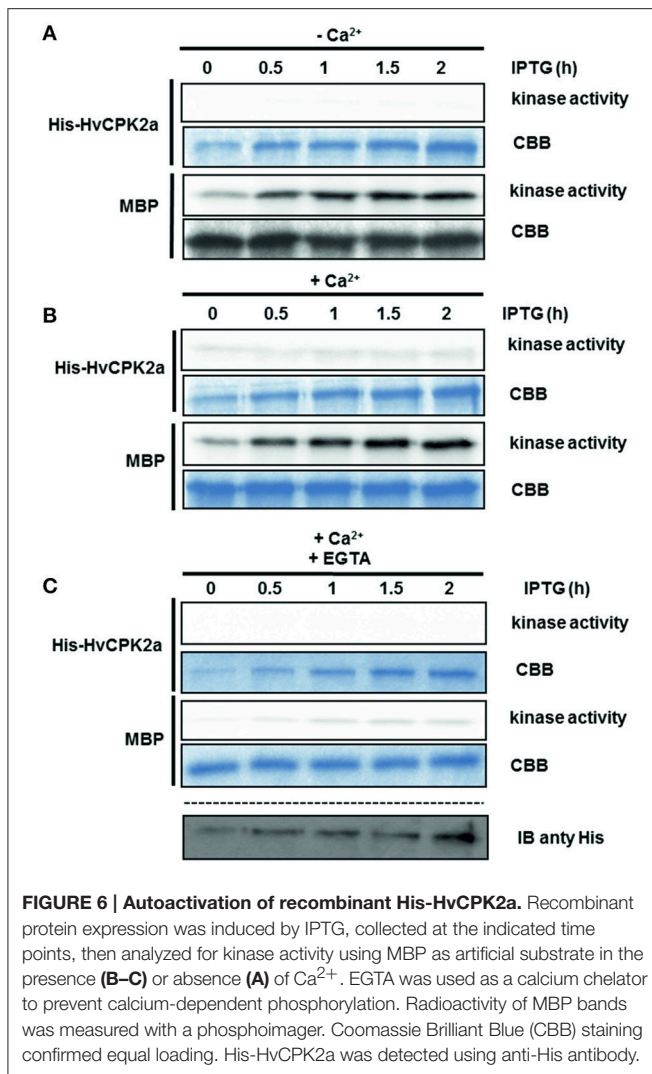 A
- Ca2+
0 0.5 1 1.5 2 IPTG (h)
kinase activity
His-HvCPK2a
CBB
kinase activity
MBP
CBB
+ Ca2+
B
0 0.5 1 1.5 2 IPTG (h)
kinase activity
His-HvCPK2a
CBB
kinase activity
MBP
CBB
+ Ca2+
+ EGTA
C
0 0.5 1 1.5 2 IPTG (h)
kinase activity
His-HvCPK2a
CBB
kinase activity
MBP
CBB
IB anty His
FIGURE 6 | Autoactivation of recombinant His-HvCPK2a. Recombinant
protein expression was induced by IPTG, collected at the indicated time
points, then analyzed for kinase activity using MBP as artificial substrate in the
presence (B–C) or absence (A) of Ca2+. EGTA was used as a calcium chelator
to prevent calcium-dependent phosphorylation. Radioactivity of MBP bands
was measured with a phosphoimager. Coomassie Brilliant Blue (CBB) staining
confirmed equal loading. His-HvCPK2a was detected using anti-His antibody.